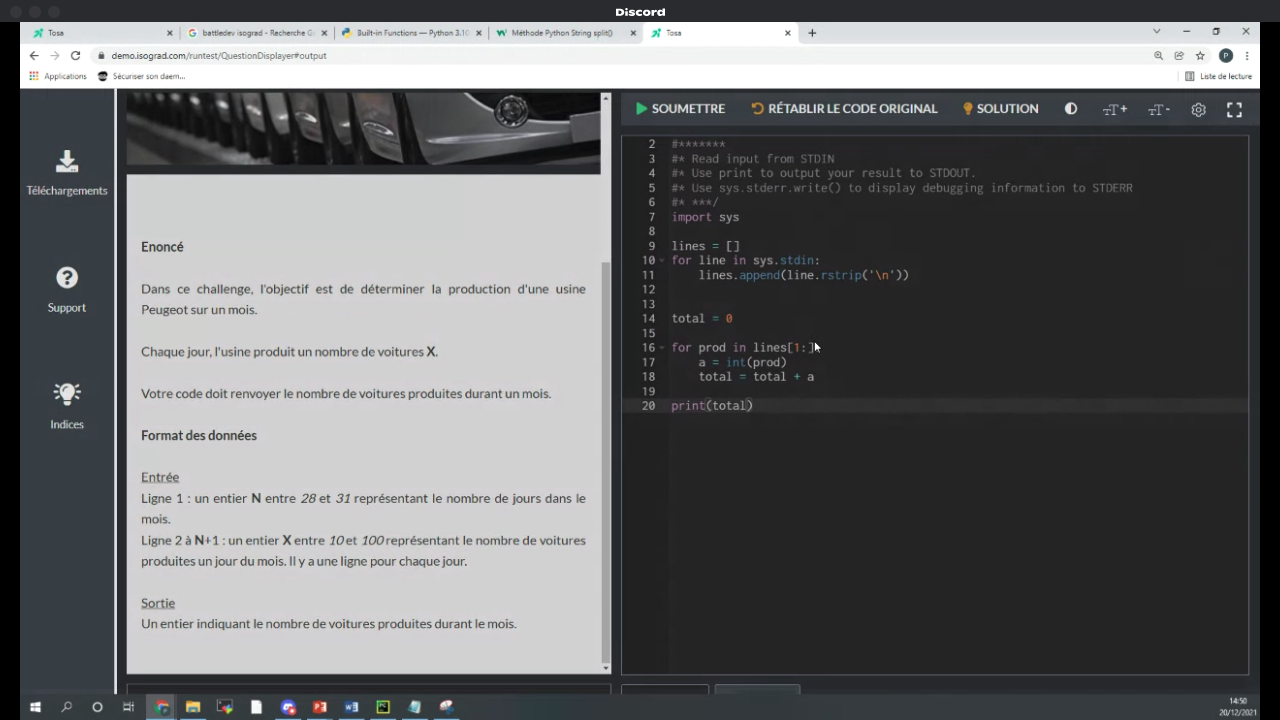 Discord
Tosa
battledev isograd - Recherche G
Built-in Functions — Python 3.10
Méthode Python String split()
Tosa
demo.isograd.com/runtest/QuestionDisplayer#output
Applications
Sécuriser son daem...
Liste de lecture
Téléchargements
Support
Indices
Enoncé
Dans ce challenge, l'objectif est de déterminer la production d'une usine
Peugeot sur un mois.
Chaque jour, l'usine produit un nombre de voitures X.
Votre code doit renvoyer le nombre de voitures produites durant un mois.
Format des données
Entrée
Ligne 1 : un entier N entre 28 et 31 représentant le nombre de jours dans le
mois.
Ligne 2 à N+1 : un entier X entre 10 et 100 représentant le nombre de voitures
produites un jour du mois. Il y a une ligne pour chaque jour.
Sortie
Un entier indiquant le nombre de voitures produites durant le mois.
SOUMETTRE
RÉTABLIR LE CODE ORIGINAL
SOLUTION
T+
T-
2 #*******
3 #* Read input from STDIN
4 #* Use print to output your result to STDOUT.
5 #* Use sys.stderr.write() to display debugging information to STDERR
6 #* ***/
7 import sys
8
9 lines = []
10 for line in sys.stdin:
11 lines.append(line.rstrip('\n'))
12
13
14 total = 0
15
16 for prod in lines[1:]
17 a = int(prod)
18 total = total + a
19
20 print(total)
14:50
20/12/2021